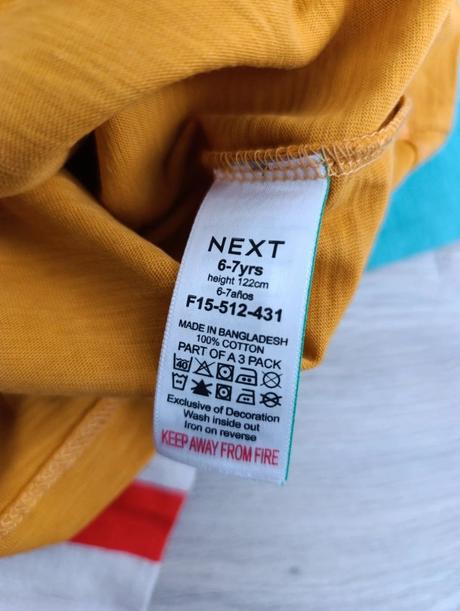 NEXT
6-7yrs
height 122cm
6-7años
F15-512-431
MADE IN BANGLADESH
100% COTTON
PART OF A 3 PACK
40
Exclusive of Decoration
Wash inside out
Iron on reverse
KEEP AWAY FROM FIRE